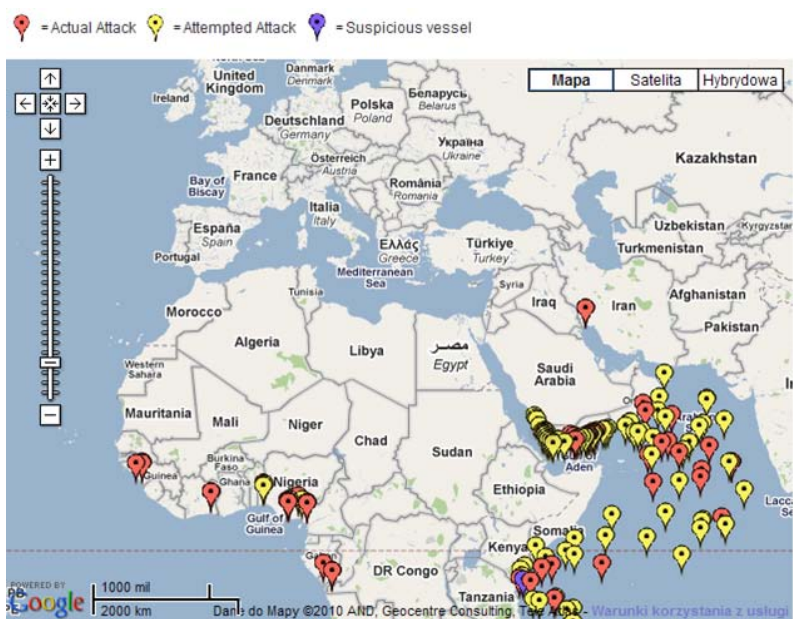 =Actual Attack =Attempted Attack =Suspicious vessel
Mapa Satelita Hybrydowa
Danmark
Denmark
United
Kingdom
Ireland
Беларусь
Belarus
Polska
Poland
Deutschland
Germany
Україна
Ukraine
Kazakhstan
Österreich
Austria
France
Bay of
Biscay
România
Romania
Italia
Italy
España
Spain
Portugal
Ελλάς
Greece
Türkiye
Turkey
Uzbekistan
Turkmenistan
Mediterranean
Sea
Tunisia
Syria
Iraq
Iran
Afghanistan
Pakistan
Morocco
Algeria
Libya
مصر
Egypt
Saudi
Arabia
Western
Sahara
Mauritania
Mali
Niger
Chad
Sudan
of
Aden
Burkina
Faso
Guinea
Ghana
Nigeria
Gulf of
Guinea
Ethiopia
Somalia
Kenya
DR Congo
Tanzania
1000 mil
2000 km
POWERED BY
Google
Dane do Mapy ©2010 AND, Geocentre Consulting, Tele Atlas - Warunki korzystania z usługi